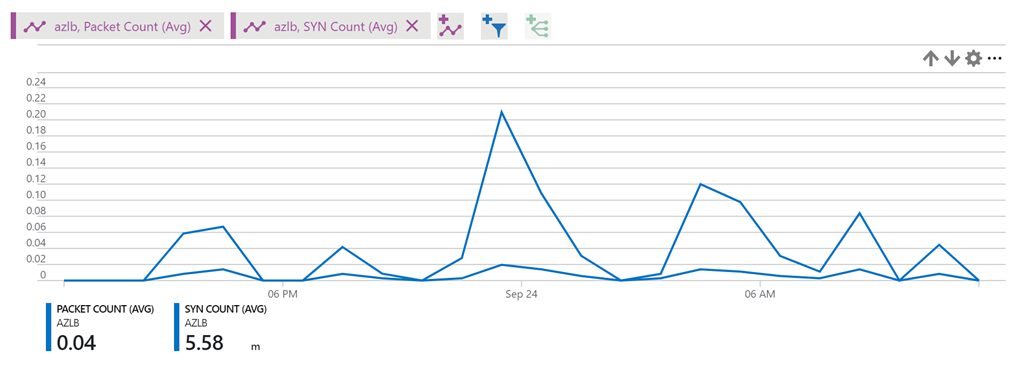 azlb, Packet Count (Avg)
azlb, SYN Count (Avg)
0.24
0.22
0.20
0.18
0.16
0.14
0.12
0.10
0.08
0.06
0.04
0.02
0
06 PM
Sep 24
06 AM
PACKET COUNT (AVG)
AZLB
0.04
SYN COUNT (AVG)
AZLB
5.58 m